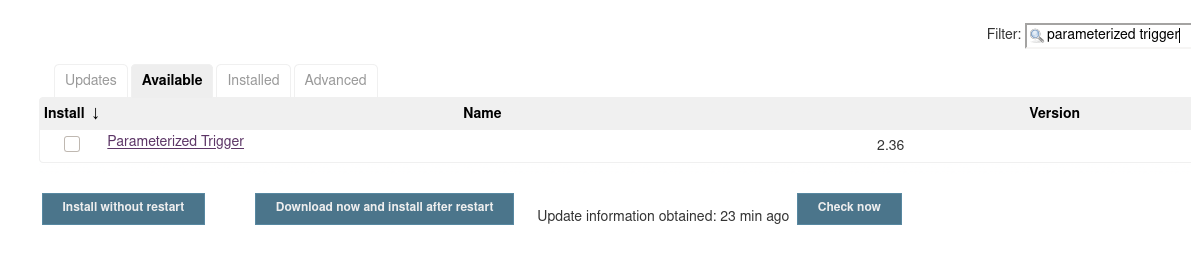 Filter: parameterized trigger
Updates Available Installed Advanced
Install ↓ Name Version
Parameterized Trigger 2.36
Install without restart Download now and install after restart Update information obtained: 23 min ago Check now